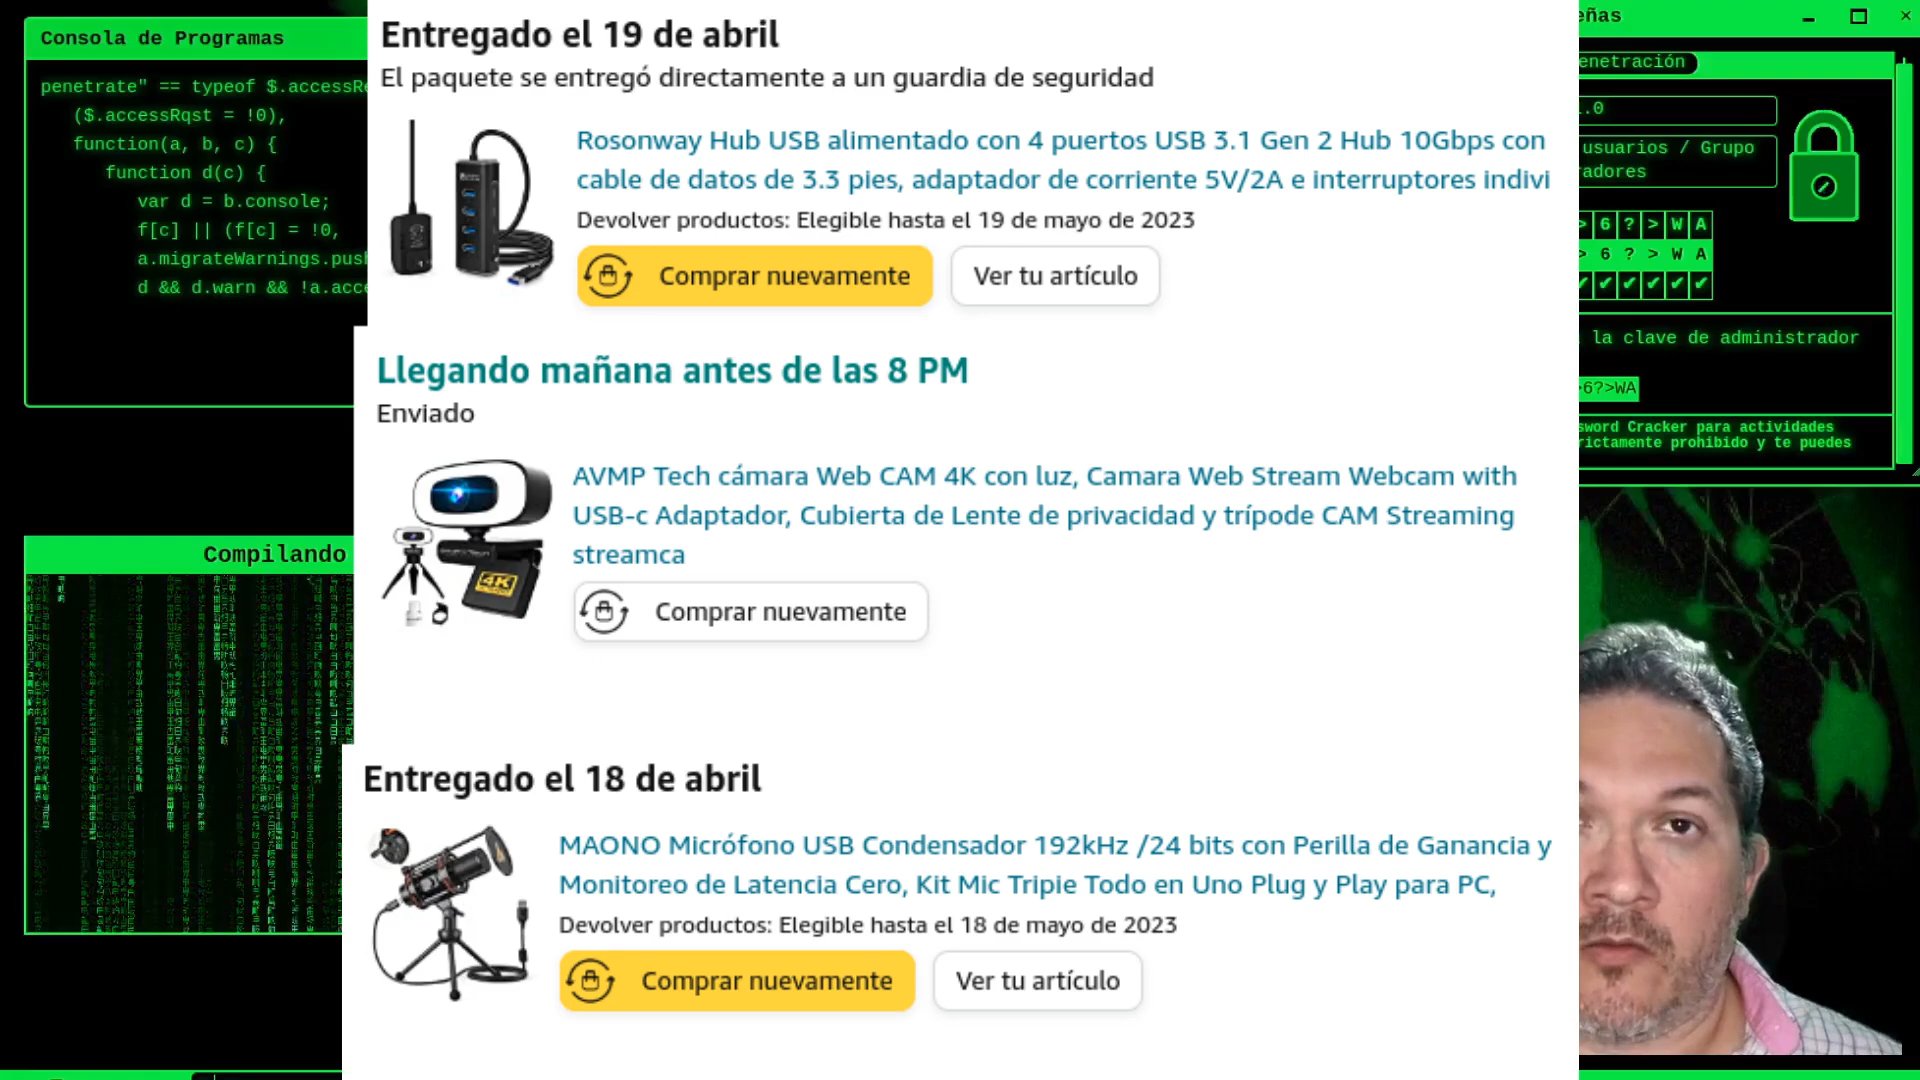 Consola de Programas
penetrate" == typeof $.accessR
($.accessRqst = !0),
function(a, b, c) {
function d(c) {
var d = b.console;
f[c] || (f[c] = !0,
a.migrateWarnings.pus
d && d.warn && !a.acc
Compilando
Entregado el 19 de abril
El paquete se entregó directamente a un guardia de seguridad
Rosonway Hub USB alimentado con 4 puertos USB 3.1 Gen 2 Hub 10Gbps con
cable de datos de 3.3 pies, adaptador de corriente 5V/2A e interruptores indivi
Devolver productos: Elegible hasta el 19 de mayo de 2023
Comprar nuevamente
Ver tu artículo
Llegando mañana antes de las 8 PM
Enviado
AVMP Tech cámara Web CAM 4K con luz, Camara Web Stream Webcam with
USB-c Adaptador, Cubierta de Lente de privacidad y trípode CAM Streaming
streamca
4K
Comprar nuevamente
Entregado el 18 de abril
MAONO Micrófono USB Condensador 192kHz /24 bits con Perilla de Ganancia y
Monitoreo de Latencia Cero, Kit Mic Tripie Todo en Uno Plug y Play para PC,
Devolver productos: Elegible hasta el 18 de mayo de 2023
Comprar nuevamente
Ver tu artículo
eñas
enetración
.0
usuarios / Grupo
radores
> 6 ? > W A
> 6 ? > W A
✔ ✔ ✔ ✔ ✔ ✔
la clave de administrador
6?>WA
sword Cracker para actividades
rictamente prohibido y te puedes